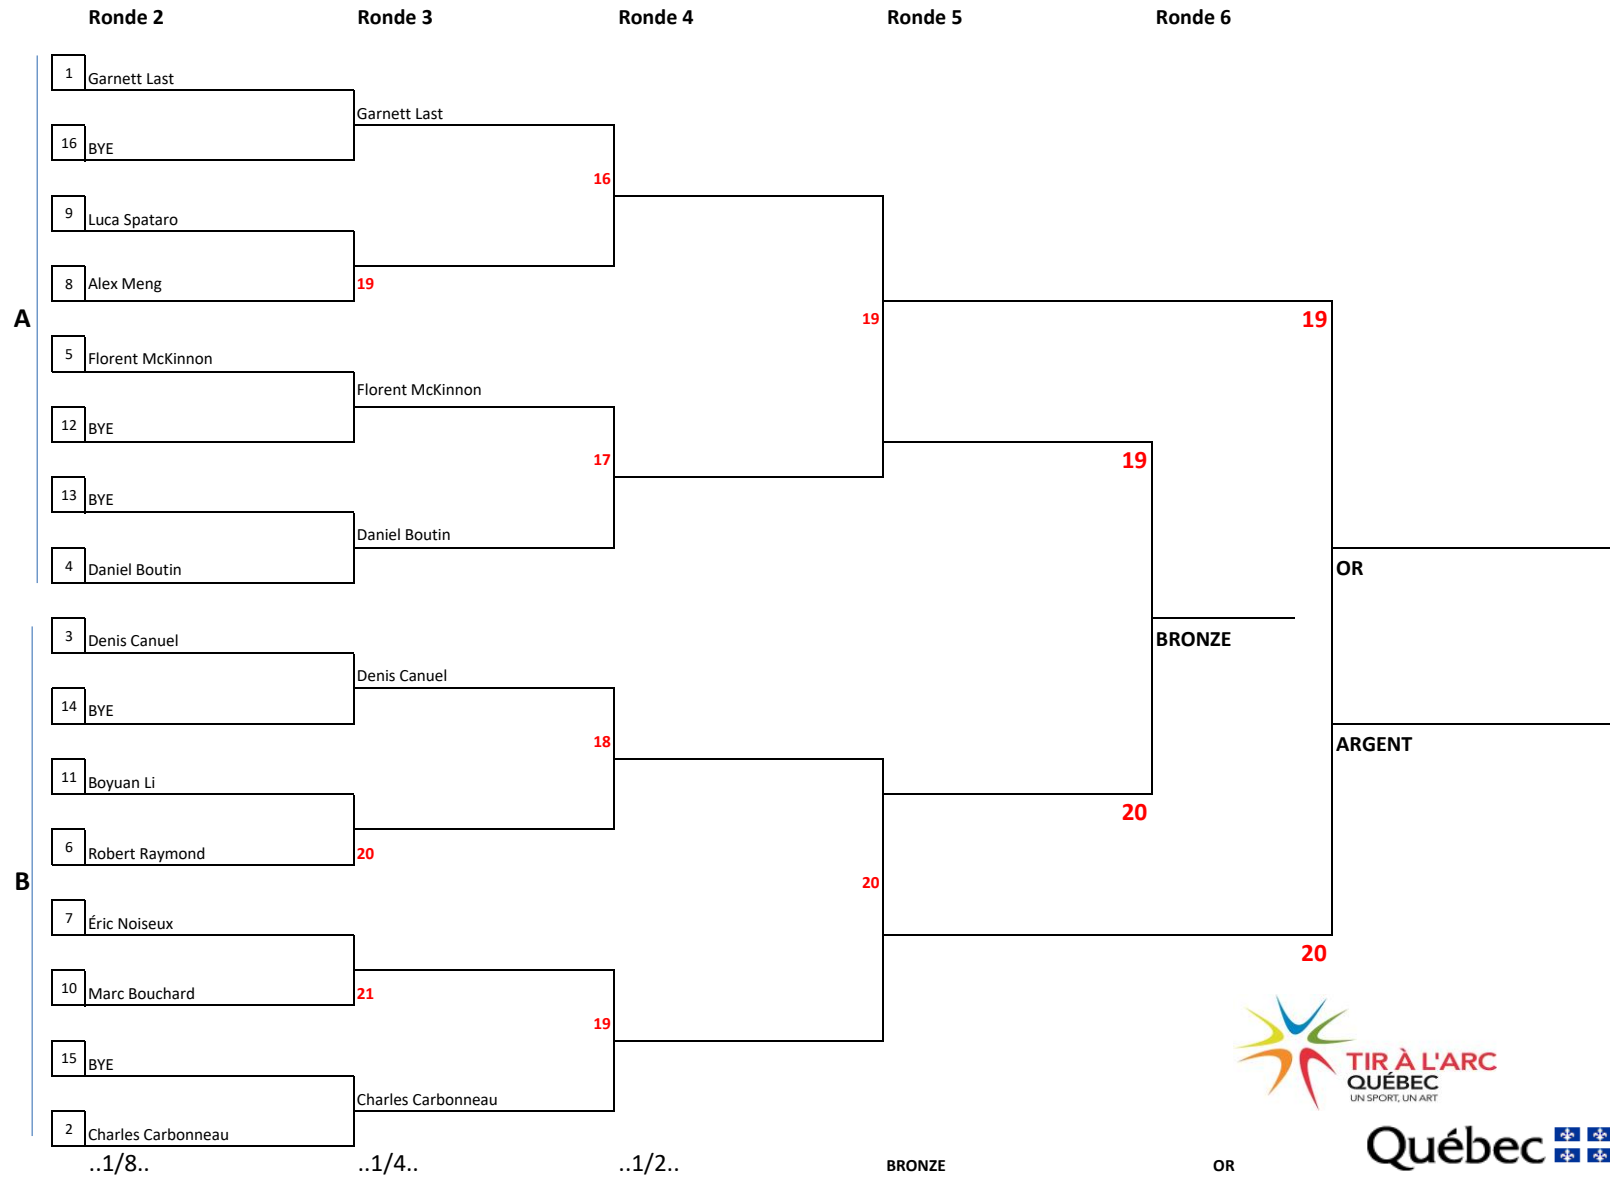 Ronde 2 Ronde 3 Ronde 4 Ronde 5 Ronde 6
1 Garnett Last
Garnett Last
16 BYE
16
9 Luca Spataro
8 Alex Meng 19
A
19 19
5 Florent McKinnon
Florent McKinnon
12 BYE
17 19
13 BYE
Daniel Boutin
4 Daniel Boutin
OR
3 Denis Canuel
BRONZE
Denis Canuel
14 BYE
18
ARGENT
11 Boyuan Li
20
6 Robert Raymond 20
B
20
7 Éric Noiseux
20
10 Marc Bouchard 21
19
15 BYE
TIR À L'ARC
QUÉBEC
UN SPORT, UN ART
Charles Carbonneau
2 Charles Carbonneau
Québec
..1/8.. ..1/4.. ..1/2.. BRONZE OR